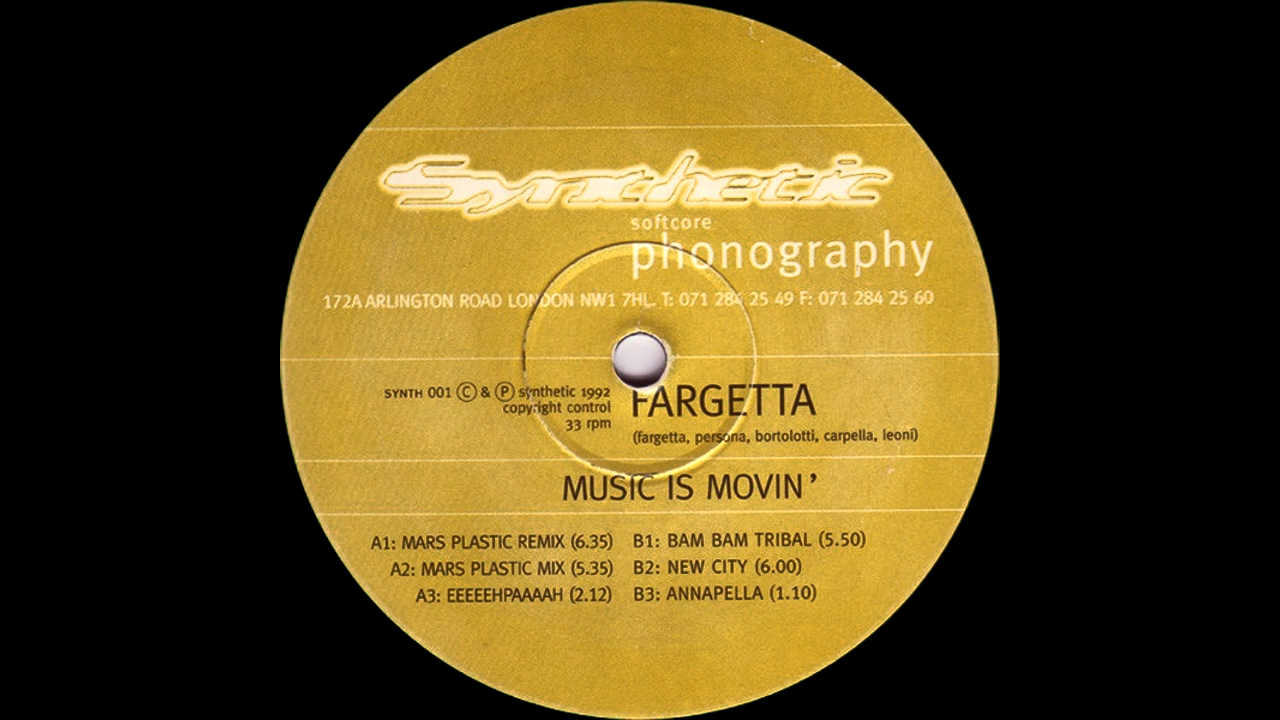 Synthetic
softcore
phonography
172A ARLINGTON ROAD LONDON NW1 7HL. T: 071 284 25 49 F: 071 284 25 60
SYNTH 001 Ⓒ & Ⓟ synthetic 1992
copyright control
33 rpm
FARGETTA
(fargetta, persona, bortolotti, carpella, leoni)
MUSIC IS MOVIN'
A1: MARS PLASTIC REMIX (6.35)
A2: MARS PLASTIC MIX (5.35)
A3: EEEEEHPAAAAH (2.12)
B1: BAM BAM TRIBAL (5.50)
B2: NEW CITY (6.00)
B3: ANNAPELLA (1.10)